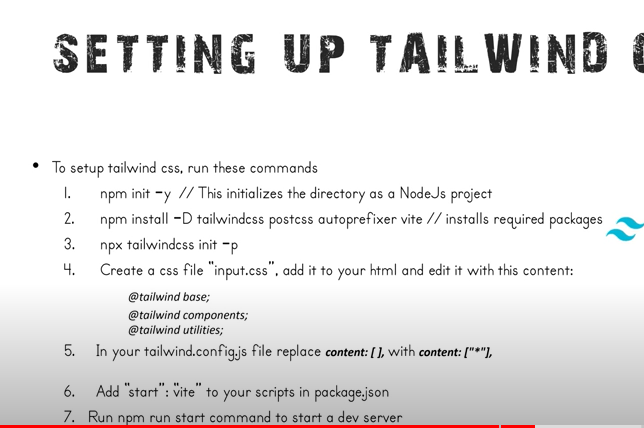 SETTING UP TAILWIND
• To setup tailwind css, run these commands
1. npm init -y // This initializes the directory as a NodeJs project
2. npm install -D tailwindcss postcss autoprefixer vite // installs required packages
3. npx tailwindcss init -p
4. Create a css file "input.css", add it to your html and edit it with this content:
@tailwind base;
@tailwind components;
@tailwind utilities;
5. In your tailwind.config.js file replace content: [ ], with content: ["*"],
6. Add "start": "vite" to your scripts in package.json
7. Run npm run start command to start a dev server